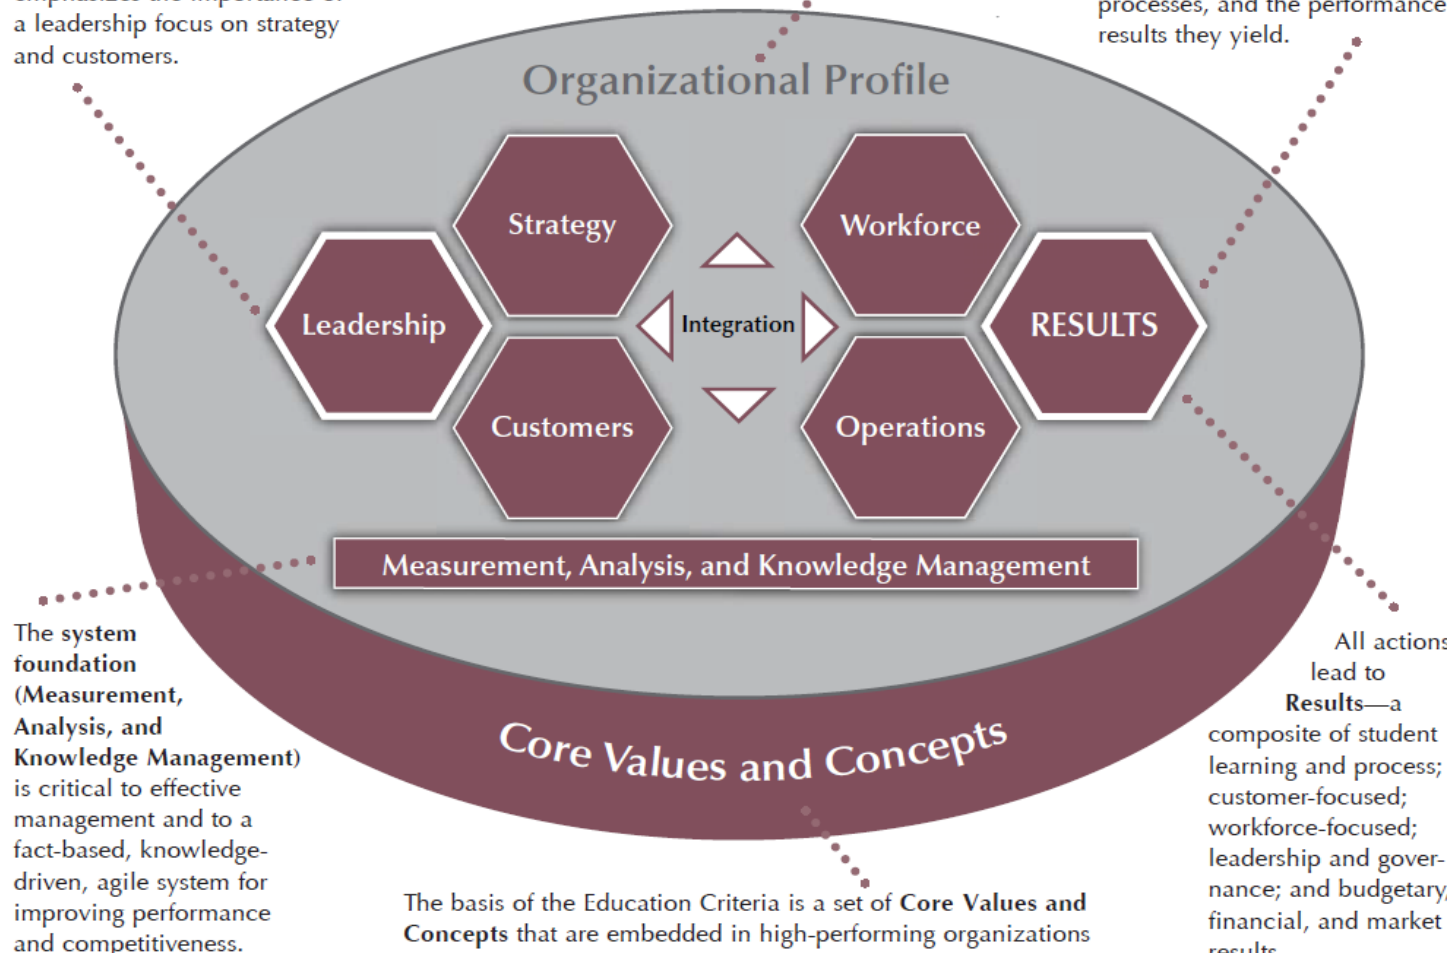 emphasizes the importance of
a leadership focus on strategy
and customers.
processes, and the performance
results they yield.
Organizational Profile
Strategy
Workforce
Leadership
Integration
RESULTS
Customers
Operations
Measurement, Analysis, and Knowledge Management
Core Values and Concepts
The system
foundation
(Measurement,
Analysis, and
Knowledge Management)
is critical to effective
management and to a
fact-based, knowledge-
driven, agile system for
improving performance
and competitiveness.
The basis of the Education Criteria is a set of Core Values and
Concepts that are embedded in high-performing organizations
All actions
lead to
Results—a
composite of student
learning and process;
customer-focused;
workforce-focused;
leadership and gover-
nance; and budgetary,
financial, and market
results